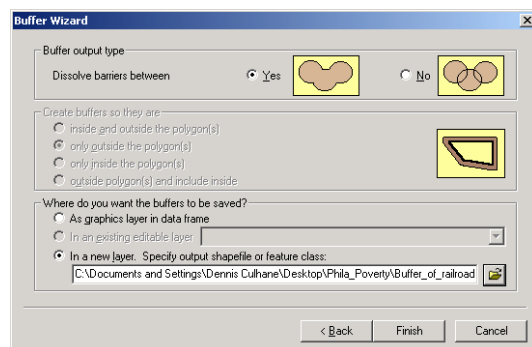 Buffer Wizard
Buffer output type
Dissolve barriers between
Yes
No
Create buffers so they are
inside and outside the polygon(s)
only outside the polygon(s)
only inside the polygon(s)
outside polygon(s) and include inside
Where do you want the buffers to be saved?
As graphics layer in data frame
In an existing editable layer
In a new layer. Specify output shapefile or feature class:
C:\Documents and Settings\Dennis Culhane\Desktop\Phila_Poverty\Buffer_of_railroad
< Back
Finish
Cancel